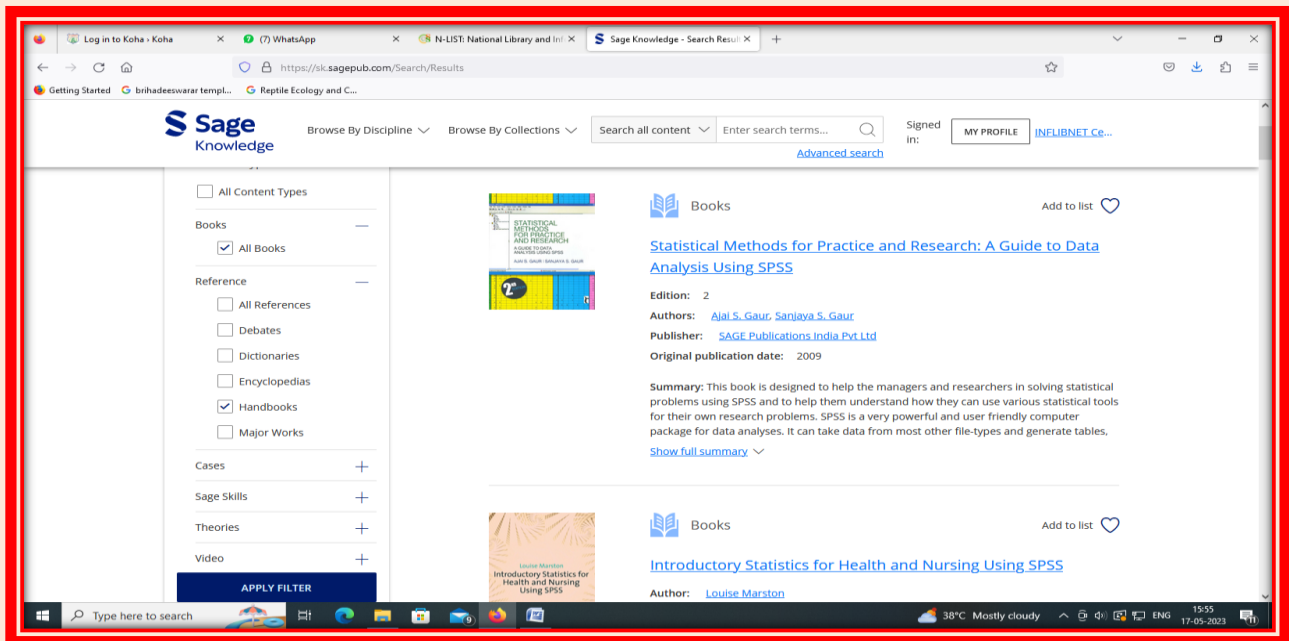 Log in to Koha › Koha
(7) WhatsApp
N-LIST: National Library and Inf
Sage Knowledge - Search Result
https://sk.sagepub.com/Search/Results
Getting Started
brihadeeswarar templ...
Reptile Ecology and C...
Sage
Knowledge
Browse By Discipline
Browse By Collections
Search all content
Enter search terms...
Advanced search
Signed
in:
MY PROFILE
INFLIBNET Ce...
All Content Types
Books
All Books
Reference
All References
Debates
Dictionaries
Encyclopedias
Handbooks
Major Works
Cases
Sage Skills
Theories
Video
APPLY FILTER
STATISTICAL
METHODS
FOR PRACTICE
AND RESEARCH
A GUIDE TO DATA
ANALYSIS USING SPSS
AJAI S. GAUR | SANJAYA S. GAUR
Books
Add to list
Statistical Methods for Practice and Research: A Guide to Data
Analysis Using SPSS
Edition: 2
Authors: Ajai S. Gaur, Sanjaya S. Gaur
Publisher: SAGE Publications India Pvt Ltd
Original publication date: 2009
Summary: This book is designed to help the managers and researchers in solving statistical
problems using SPSS and to help them understand how they can use various statistical tools
for their own research problems. SPSS is a very powerful and user friendly computer
package for data analyses. It can take data from most other file-types and generate tables,
Show full summary
Louise Marston
Introductory Statistics for
Health and Nursing
Using SPSS
Books
Add to list
Introductory Statistics for Health and Nursing Using SPSS
Author: Louise Marston
Type here to search
38°C Mostly cloudy
ENG
15:55
17-05-2023